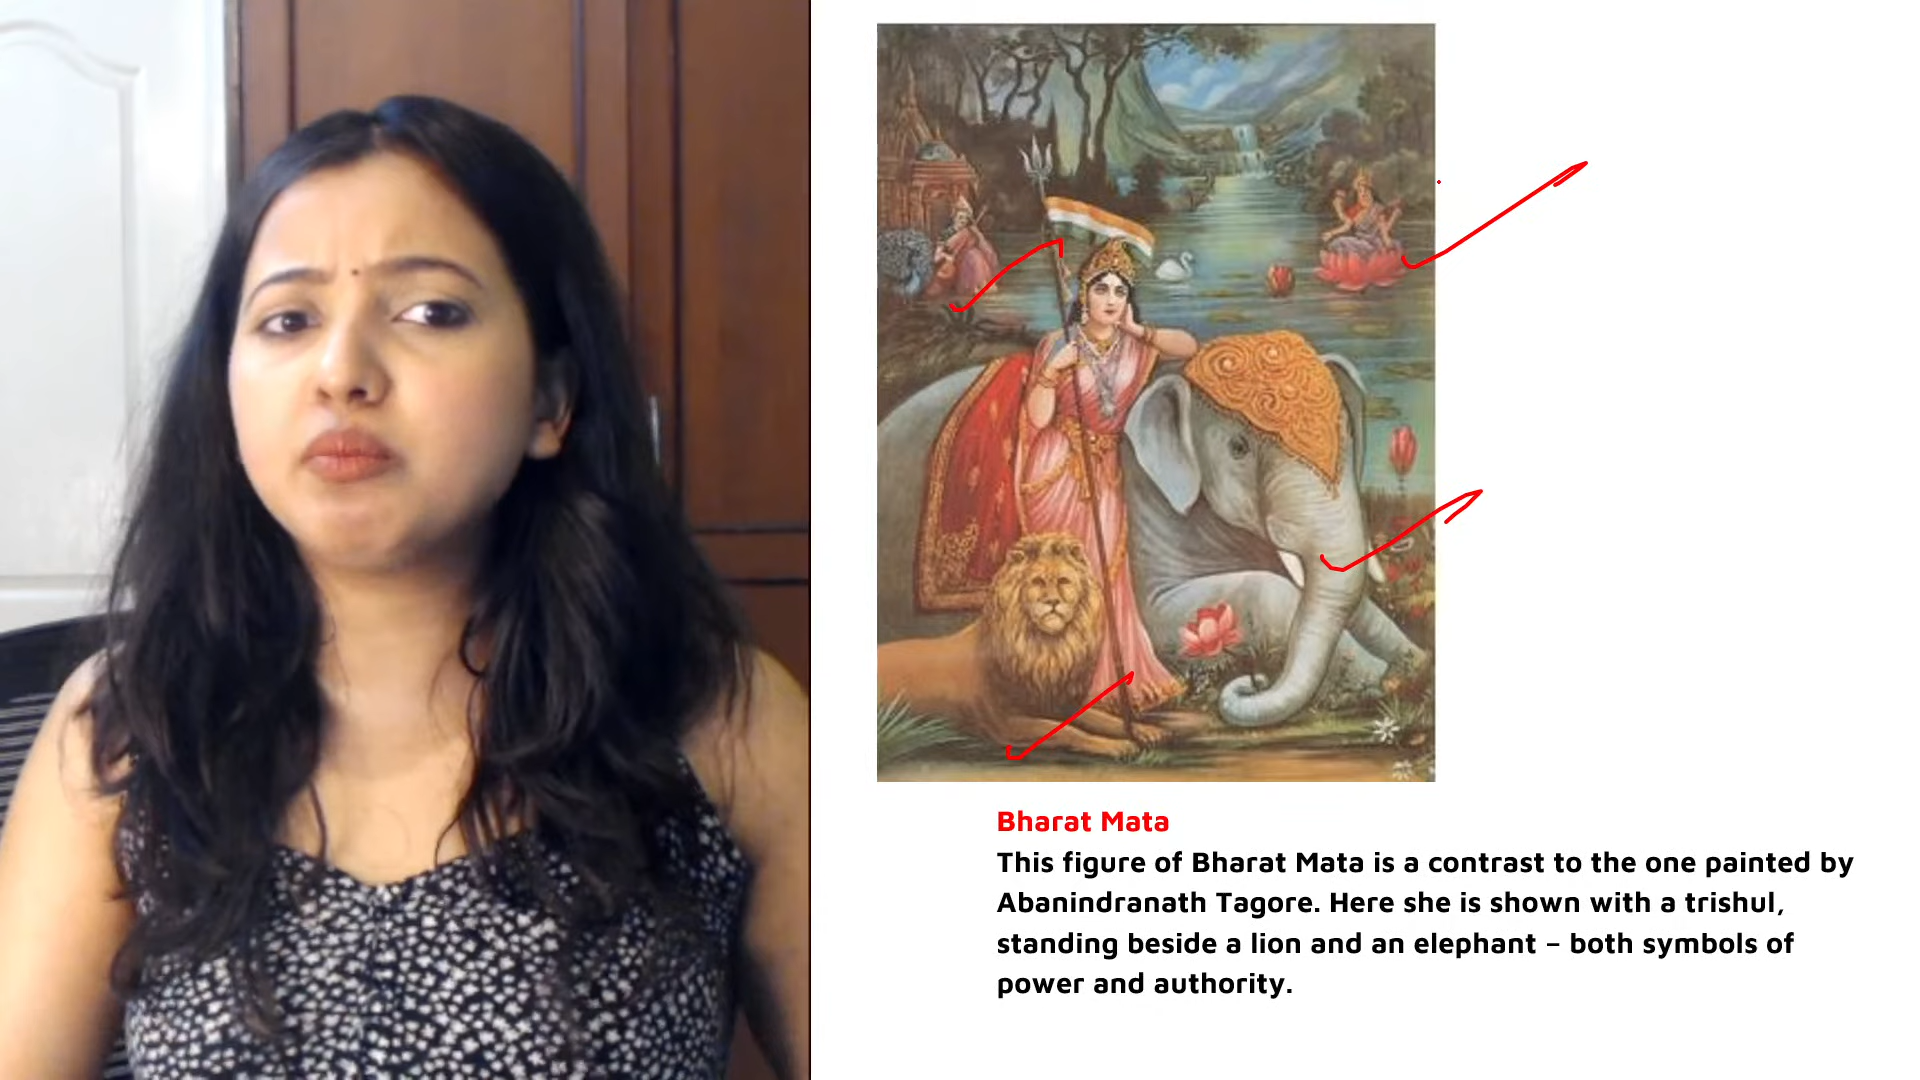 Bharat Mata
This figure of Bharat Mata is a contrast to the one painted by
Abanindranath Tagore. Here she is shown with a trishul,
standing beside a lion and an elephant – both symbols of
power and authority.